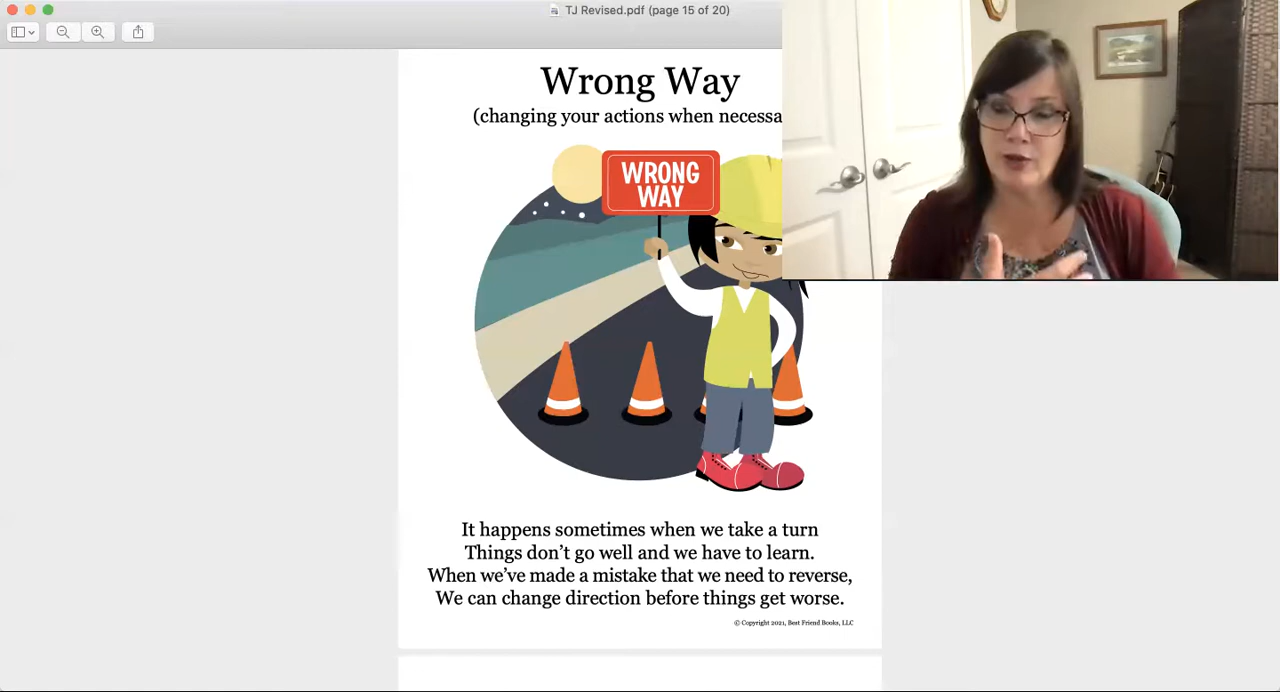 TJ Revised.pdf (page 15 of 20)
Wrong Way
(changing your actions when
WRONG
WAY
It happens sometimes when we take a turn
Things don't go well and we have to learn.
When we've made a mistake that we need to reverse,
We can change direction before things get worse.
© Copyright 2021, Best Friend Books, LLC